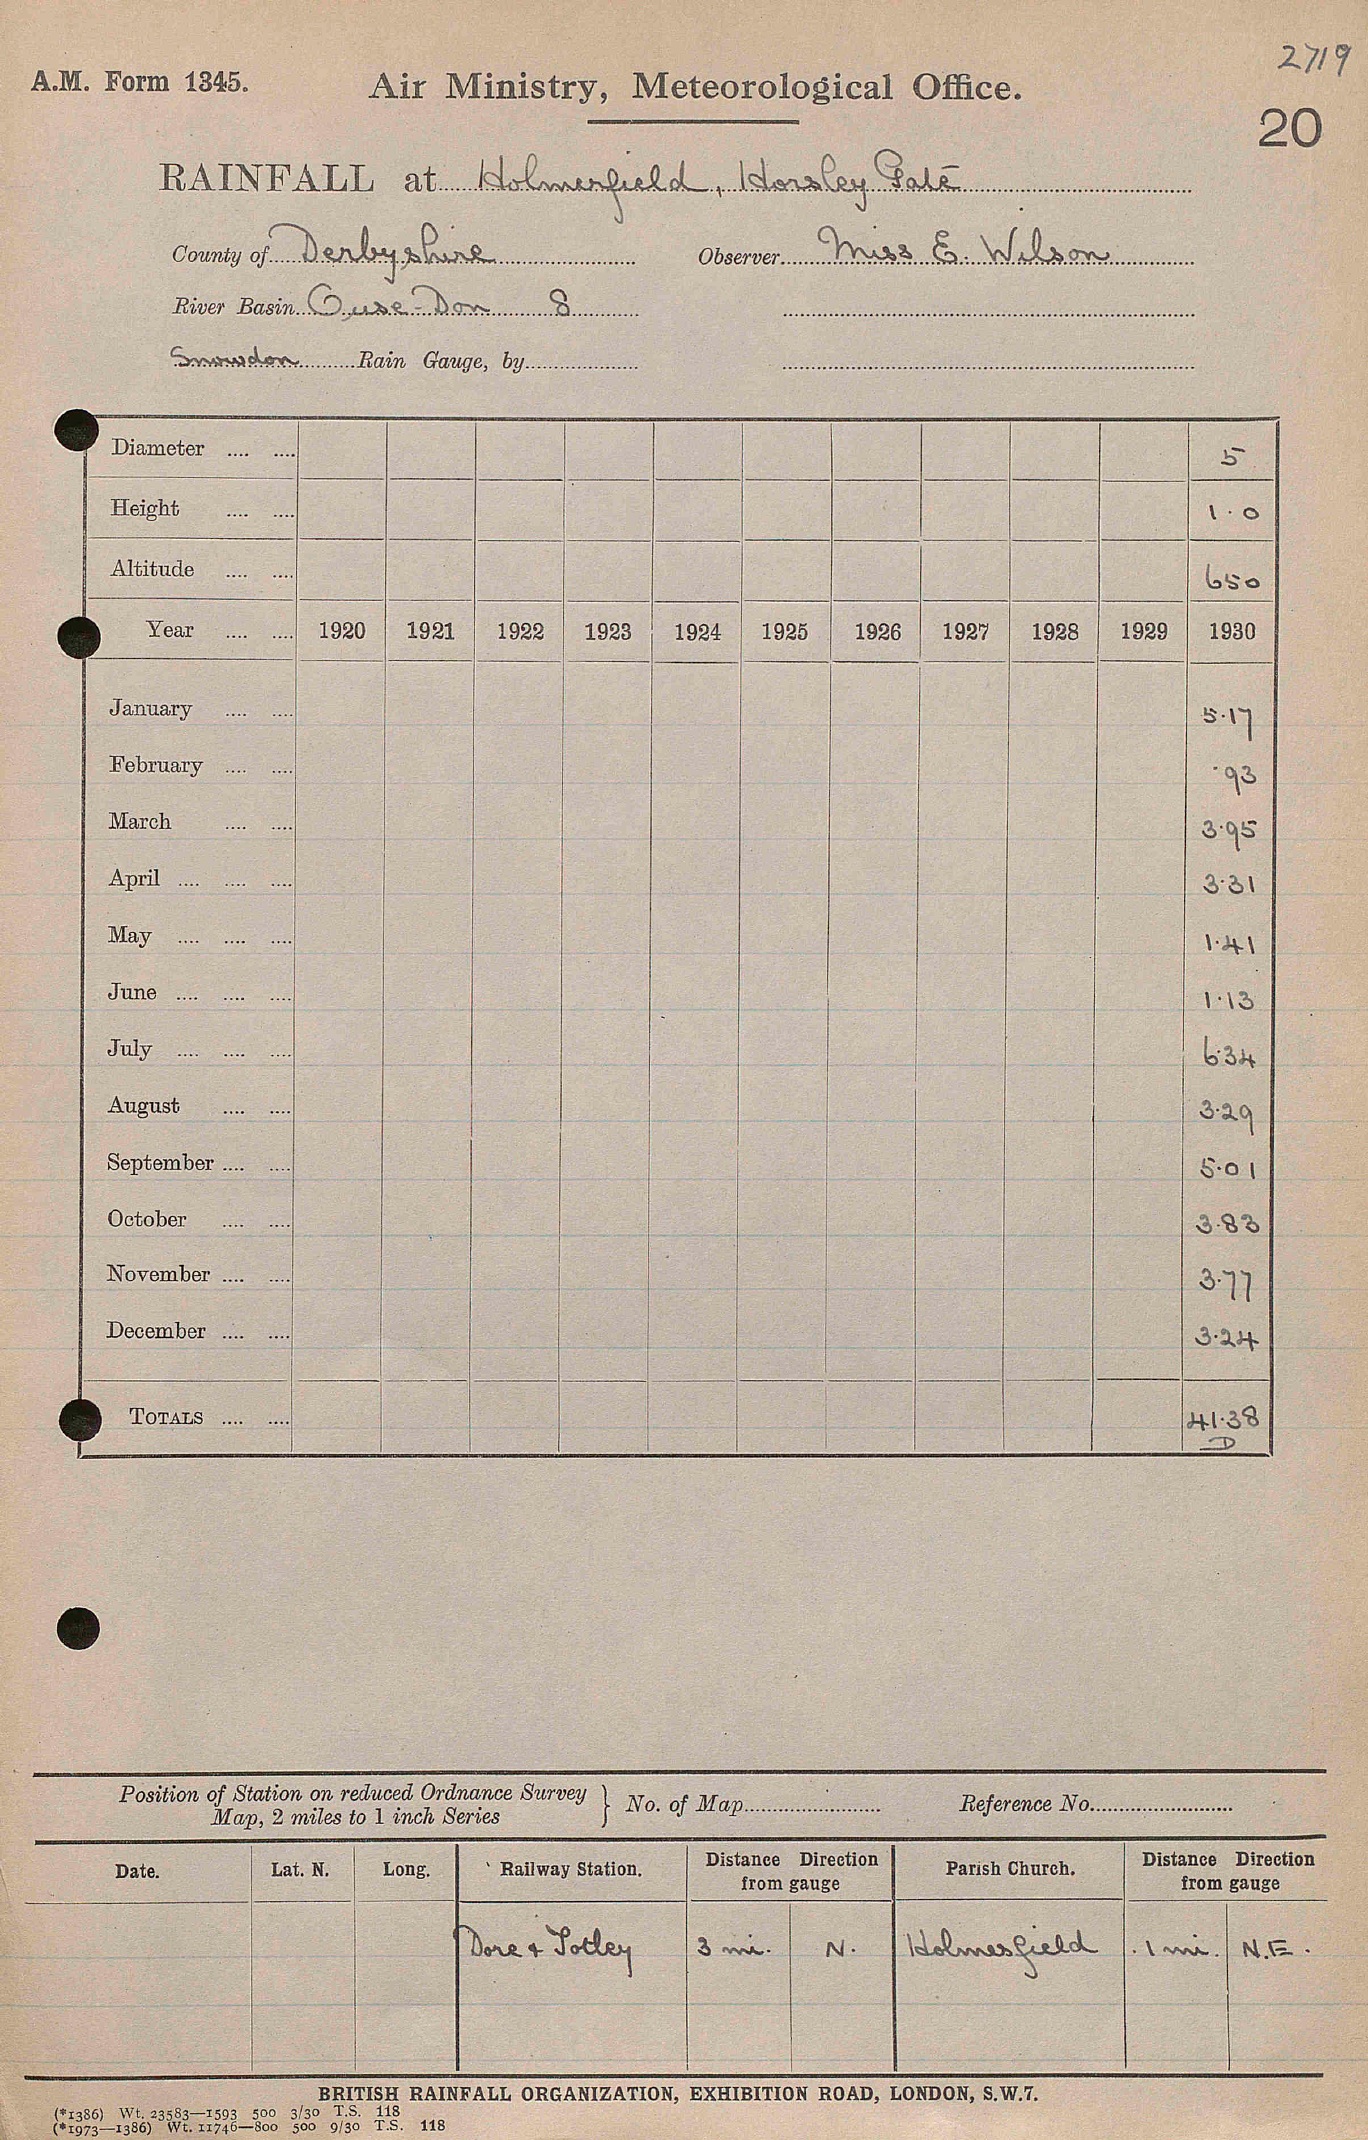 2719
A.M. Form 1345. Air Ministry, Meteorological Office.
20
RAINFALL at Holmesfield, Horsley Gate
County of Derbyshire Observer Miss E. Wilson
River Basin Ouse-Don 8
Snowdon Rain Gauge, by
Diameter .... .... 5
Height .... .... 1.0
Altitude .... .... 650
Year .... .... 1920 1921 1922 1923 1924 1925 1926 1927 1928 1929 1930
January .... .... 5.17
February .... .... .93
March .... .... 3.95
April .... .... .... 3.31
May .... .... .... 1.41
June .... .... .... 1.13
July .... .... .... 6.34
August .... .... 3.29
September .... .... 5.01
October .... .... 3.83
November .... .... 3.77
December .... .... 3.24
TOTALS .... .... 41.38
D
Position of Station on reduced Ordnance Survey
Map, 2 miles to 1 inch Series } No. of Map Reference No.
Date. Lat. N. Long. Railway Station. Distance Direction from gauge Parish Church. Distance Direction from gauge
Dore & Totley 3 mi. N. Holmesfield 1 mi. N.E.
BRITISH RAINFALL ORGANIZATION, EXHIBITION ROAD, LONDON, S.W.7.
(*1386) Wt. 23583—1593 500 3/30 T.S. 118
(*1973—1386) Wt. 11746—800 500 9/30 T.S. 118